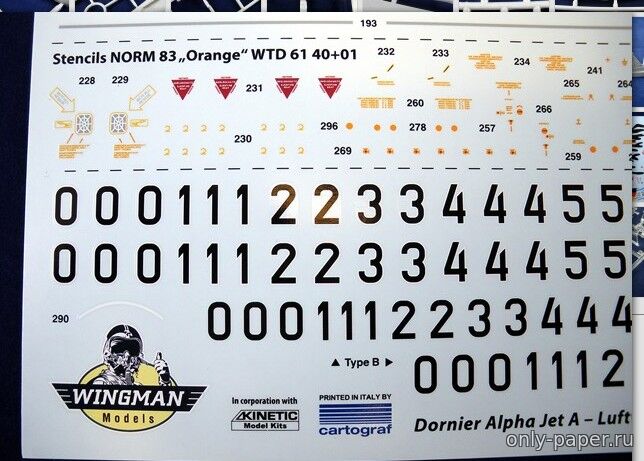 193
Stencils NORM 83 „Orange“ WTD 61 40+01
228 229 231 232 233 234 235 241
260 266 264
230 296 278 257
269 259
0 0 0 1 1 1 2 2 3 3 4 4 4 5 5
0 0 0 1 1 1 2 2 3 3 4 4 4 5 5
290
0 0 0 1 1 1 2 2 3 3 4 4 4
▲ Type B ▶
0 0 0 1 1 1 2
WINGMAN
Models
In corporation with
KINETIC
Model Kits
PRINTED IN ITALY BY
cartograf
Dornier Alpha Jet A – Luft
only-paper.ru